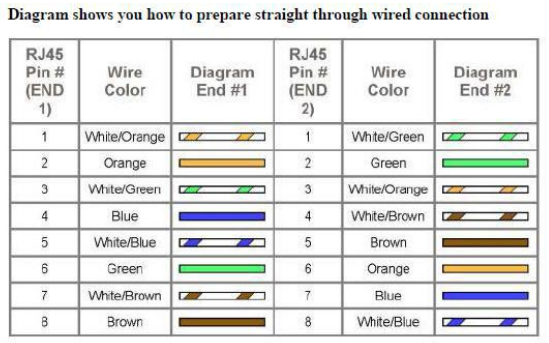 Diagram shows you how to prepare straight through wired connection
RJ45 Pin # (END 1) Wire Color Diagram End #1 RJ45 Pin # (END 2) Wire Color Diagram End #2
1 White/Orange 1 White/Green
2 Orange 2 Green
3 White/Green 3 White/Orange
4 Blue 4 White/Brown
5 White/Blue 5 Brown
6 Green 6 Orange
7 White/Brown 7 Blue
8 Brown 8 White/Blue